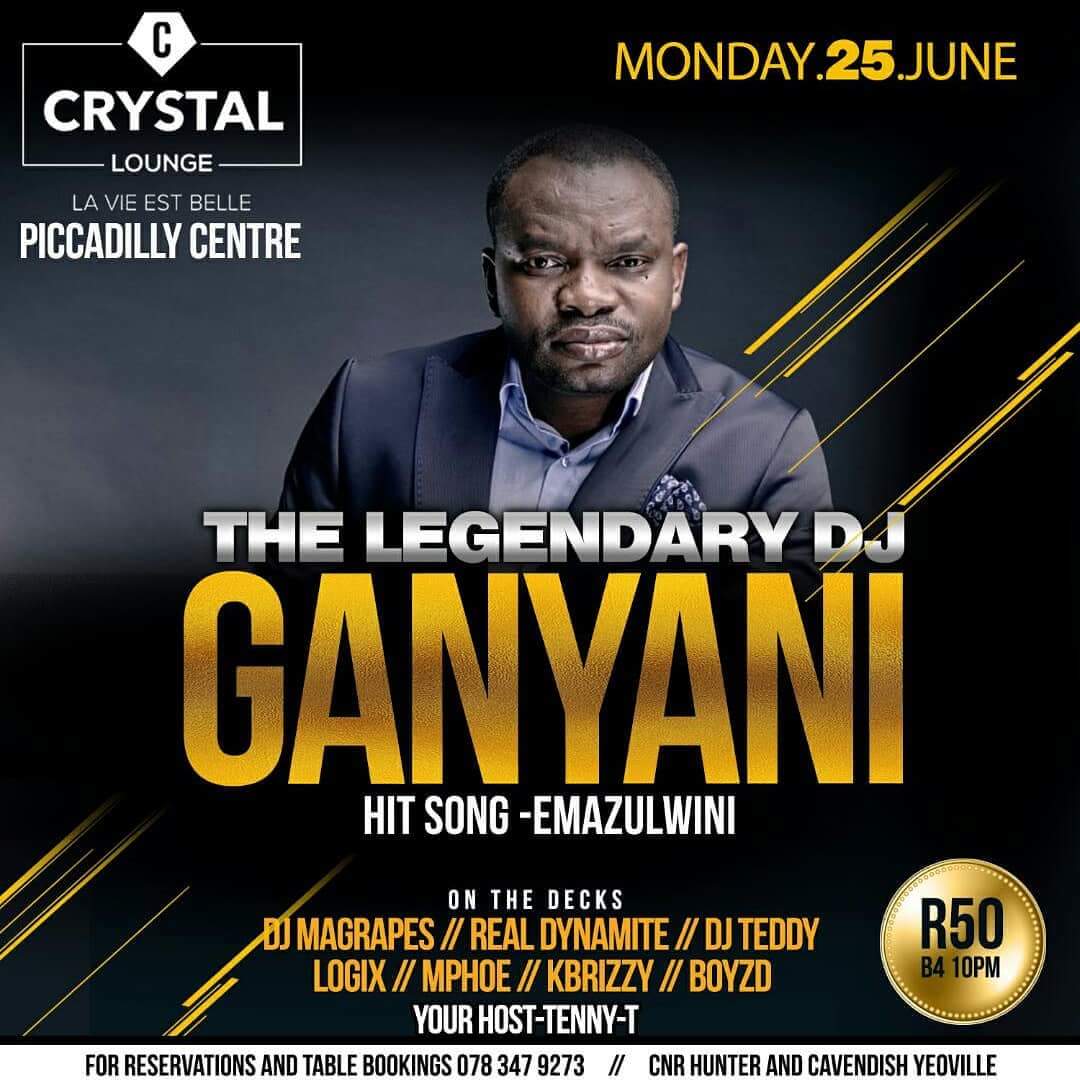 C
CRYSTAL
LOUNGE
LA VIE EST BELLE
PICCADILLY CENTRE
MONDAY.25.JUNE
THE LEGENDARY DJ
GANYANI
HIT SONG -EMAZULWINI
ON THE DECKS
DJ MAGRAPES // REAL DYNAMITE // DJ TEDDY
LOGIX // MPHOE // KBRIZZY // BOYZD
YOUR HOST-TENNY-T
R50
B4 10PM
FOR RESERVATIONS AND TABLE BOOKINGS 078 347 9273 // CNR HUNTER AND CAVENDISH YEOVILLE